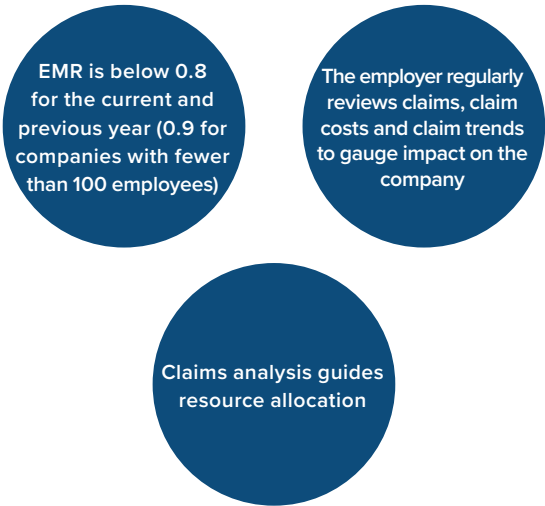 EMR is below 0.8
for the current and
previous year (0.9 for
companies with fewer
than 100 employees)
The employer regularly
reviews claims, claim
costs and claim trends
to gauge impact on the
company
Claims analysis guides
resource allocation